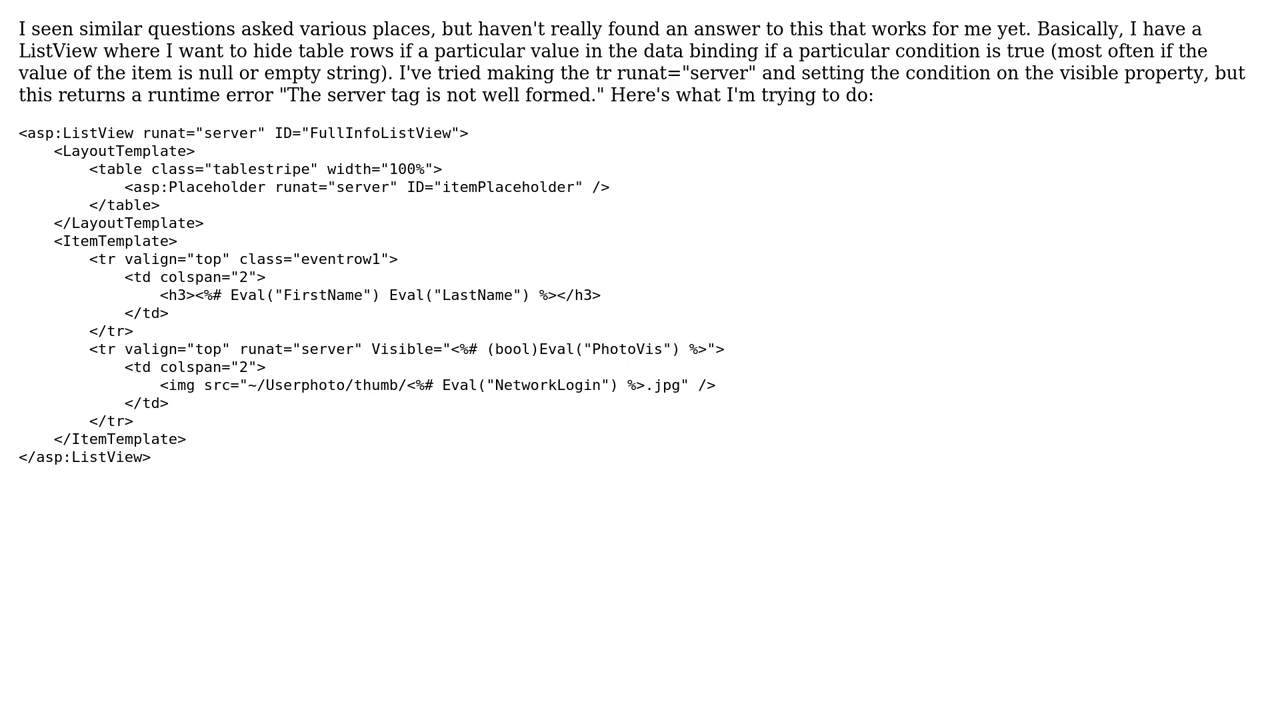 I seen similar questions asked various places, but haven't really found an answer to this that works for me yet. Basically, I have a
ListView where I want to hide table rows if a particular value in the data binding if a particular condition is true (most often if the
value of the item is null or empty string). I've tried making the tr runat="server" and setting the condition on the visible property, but
this returns a runtime error "The server tag is not well formed." Here's what I'm trying to do:
<asp:ListView runat="server" ID="FullInfoListView">
    <LayoutTemplate>
        <table class="tablestripe" width="100%">
            <asp:Placeholder runat="server" ID="itemPlaceholder" />
        </table>
    </LayoutTemplate>
    <ItemTemplate>
        <tr valign="top" class="eventrow1">
            <td colspan="2">
                <h3><%# Eval("FirstName") Eval("LastName") %></h3>
            </td>
        </tr>
        <tr valign="top" runat="server" Visible="<%# (bool)Eval("PhotoVis") %>">
            <td colspan="2">
                <img src="~/Userphoto/thumb/<%# Eval("NetworkLogin") %>.jpg" />
            </td>
        </tr>
    </ItemTemplate>
</asp:ListView>